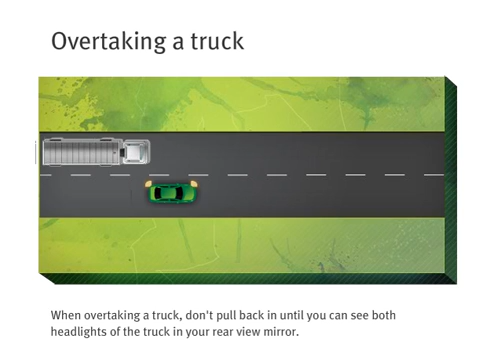 Overtaking a truck
When overtaking a truck, don't pull back in until you can see both
headlights of the truck in your rear view mirror.